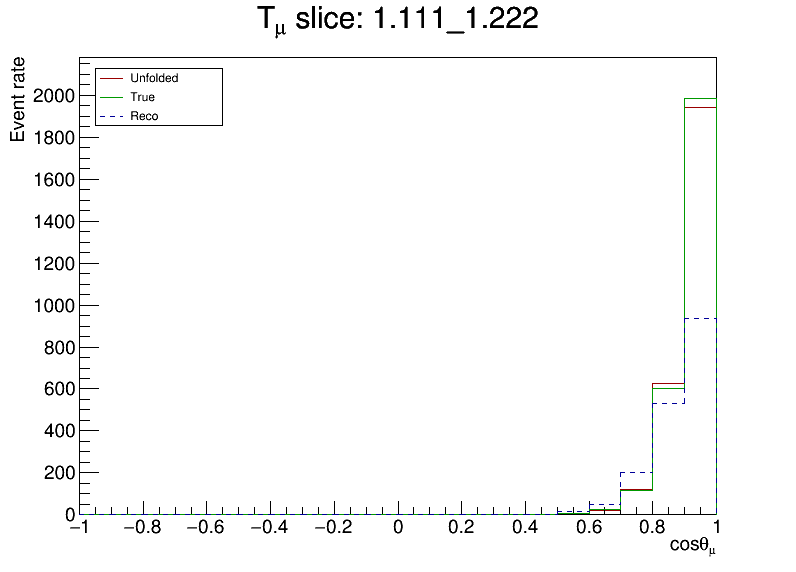 Tμ slice: 1.111_1.222
Event rate
Unfolded
True
Reco
2000
1800
1600
1400
1200
1000
800
600
400
200
0
−1 −0.8 −0.6 −0.4 −0.2 0 0.2 0.4 0.6 0.8 1
cosθμ